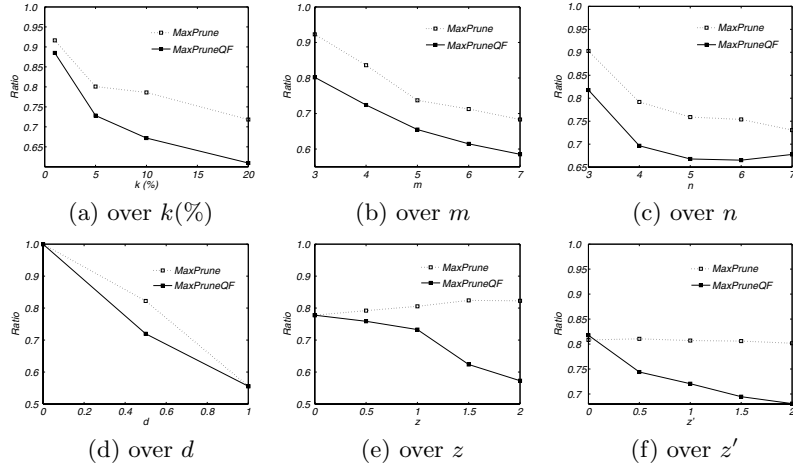 1.0
0.95
0.9
0.85
0.8
0.75
0.7
0.65
Ratio
MaxPrune
MaxPruneQF
0 5 10 15 20
k (%)
(a) over k(%)
1.0
0.9
0.8
0.7
0.6
Ratio
MaxPrune
MaxPruneQF
3 4 5 6 7
m
(b) over m
1.0
0.95
0.9
0.85
0.8
0.75
0.7
0.65
Ratio
MaxPrune
MaxPruneQF
3 4 5 6 7
n
(c) over n
1.0
0.9
0.8
0.7
0.6
0.5
Ratio
MaxPrune
MaxPruneQF
0 0.2 0.4 0.6 0.8 1
d
(d) over d
1.0
0.9
0.8
0.7
0.6
0.5
Ratio
MaxPrune
MaxPruneQF
0 0.5 1 1.5 2
z
(e) over z
1.0
0.95
0.9
0.85
0.8
0.75
0.7
Ratio
MaxPrune
MaxPruneQF
0 0.5 1 1.5 2
z'
(f) over z′